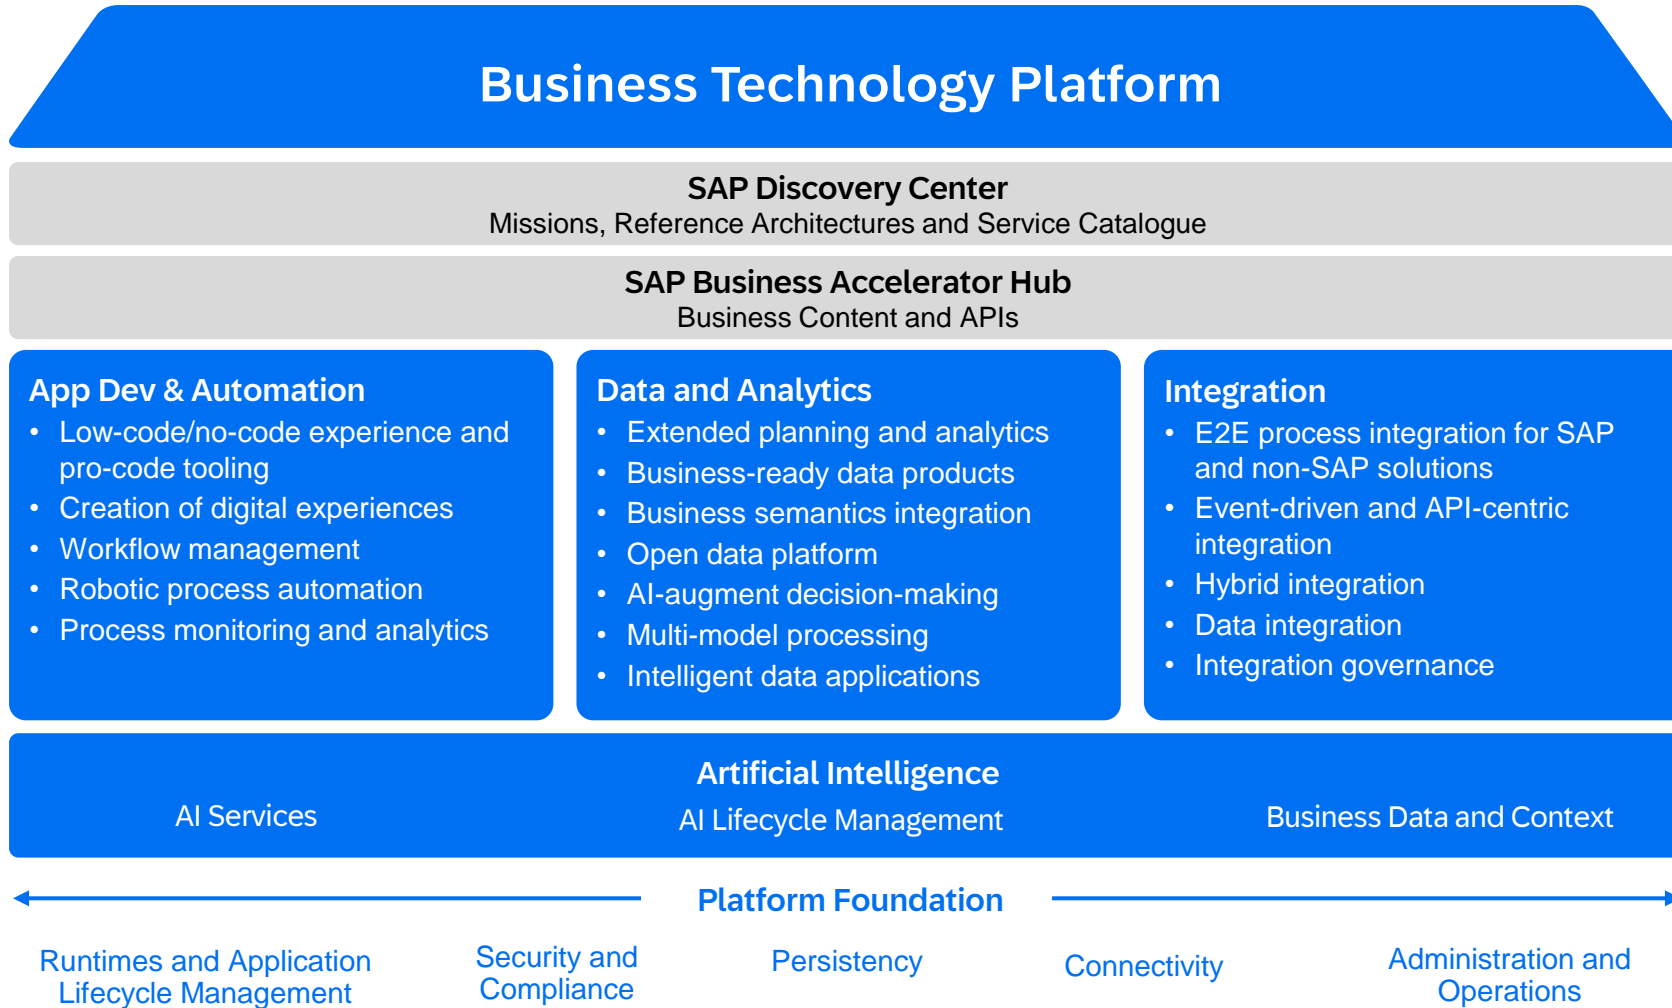 Business Technology Platform
SAP Discovery Center
Missions, Reference Architectures and Service Catalogue
SAP Business Accelerator Hub
Business Content and APIs
App Dev & Automation
• Low-code/no-code experience and
pro-code tooling
• Creation of digital experiences
• Workflow management
• Robotic process automation
• Process monitoring and analytics
Data and Analytics
• Extended planning and analytics
• Business-ready data products
• Business semantics integration
• Open data platform
• AI-augment decision-making
• Multi-model processing
• Intelligent data applications
Integration
• E2E process integration for SAP
and non-SAP solutions
• Event-driven and API-centric
integration
• Hybrid integration
• Data integration
• Integration governance
Artificial Intelligence
AI Services
AI Lifecycle Management
Business Data and Context
Platform Foundation
Runtimes and Application
Lifecycle Management
Security and
Compliance
Persistency
Connectivity
Administration and
Operations